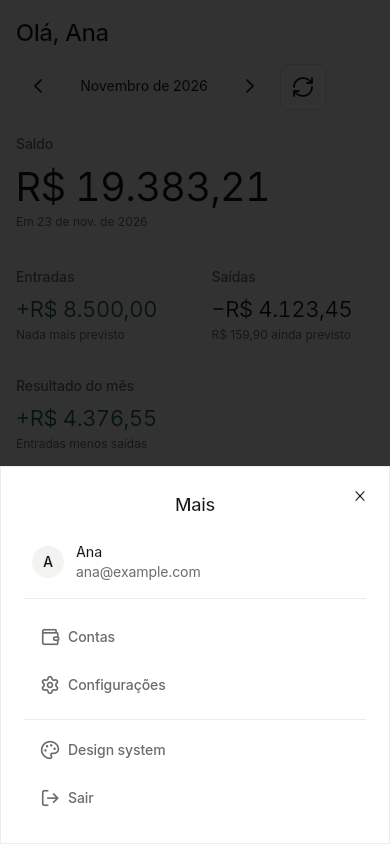 Olá, Ana
Novembro de 2026
Saldo
R$ 19.383,21
Em 23 de nov. de 2026
Entradas
Saídas
+R$ 8.500,00
−R$ 4.123,45
Nada mais previsto
R$ 159,90 ainda previsto
Resultado do mês
+R$ 4.376,55
Entradas menos saídas
Mais
A
Ana
ana@example.com
Contas
Configurações
Design system
Sair